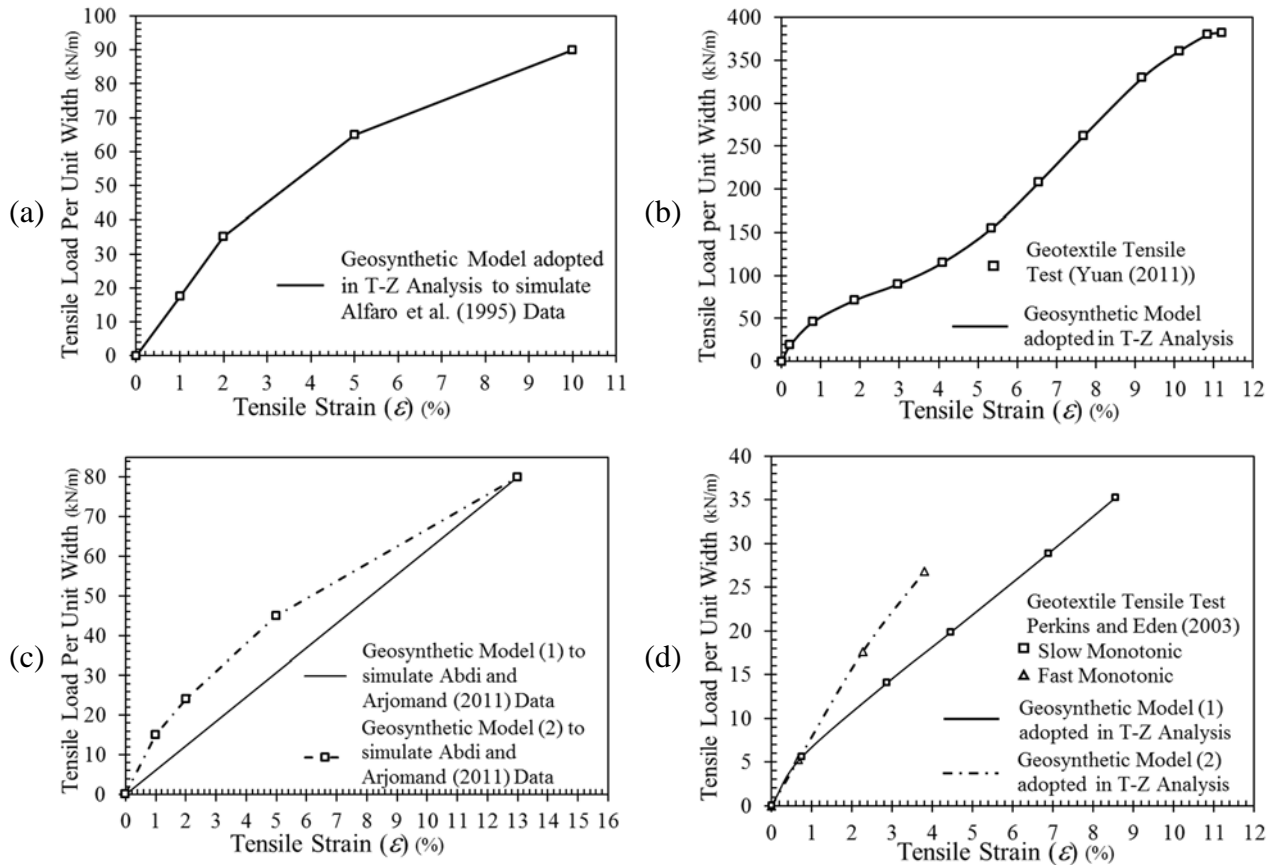 (a)
Tensile Load Per Unit Width (kN/m)
100
90
80
70
60
50
40
30
20
10
0
Geosynthetic Model adopted
in T-Z Analysis to simulate
Alfaro et al. (1995) Data
0 1 2 3 4 5 6 7 8 9 10 11
Tensile Strain (ε) (%)
(b)
Tensile Load per Unit Width (kN/m)
400
350
300
250
200
150
100
50
0
Geotextile Tensile
Test (Yuan (2011))
Geosynthetic Model
adopted in T-Z Analysis
0 1 2 3 4 5 6 7 8 9 10 11 12
Tensile Strain (ε) (%)
(c)
Tensile Load Per Unit Width (kN/m)
80
70
60
50
40
30
20
10
0
Geosynthetic Model (1) to
simulate Abdi and
Arjomand (2011) Data
Geosynthetic Model (2) to
simulate Abdi and
Arjomand (2011) Data
0 1 2 3 4 5 6 7 8 9 10 11 12 13 14 15 16
Tensile Strain (ε) (%)
(d)
Tensile Load per Unit Width (kN/m)
40
35
30
25
20
15
10
5
0
Geotextile Tensile Test
Perkins and Eden (2003)
Slow Monotonic
Fast Monotonic
Geosynthetic Model (1)
adopted in T-Z Analysis
Geosynthetic Model (2)
adopted in T-Z Analysis
0 1 2 3 4 5 6 7 8 9 10 11 12
Tensile Strain (ε) (%)